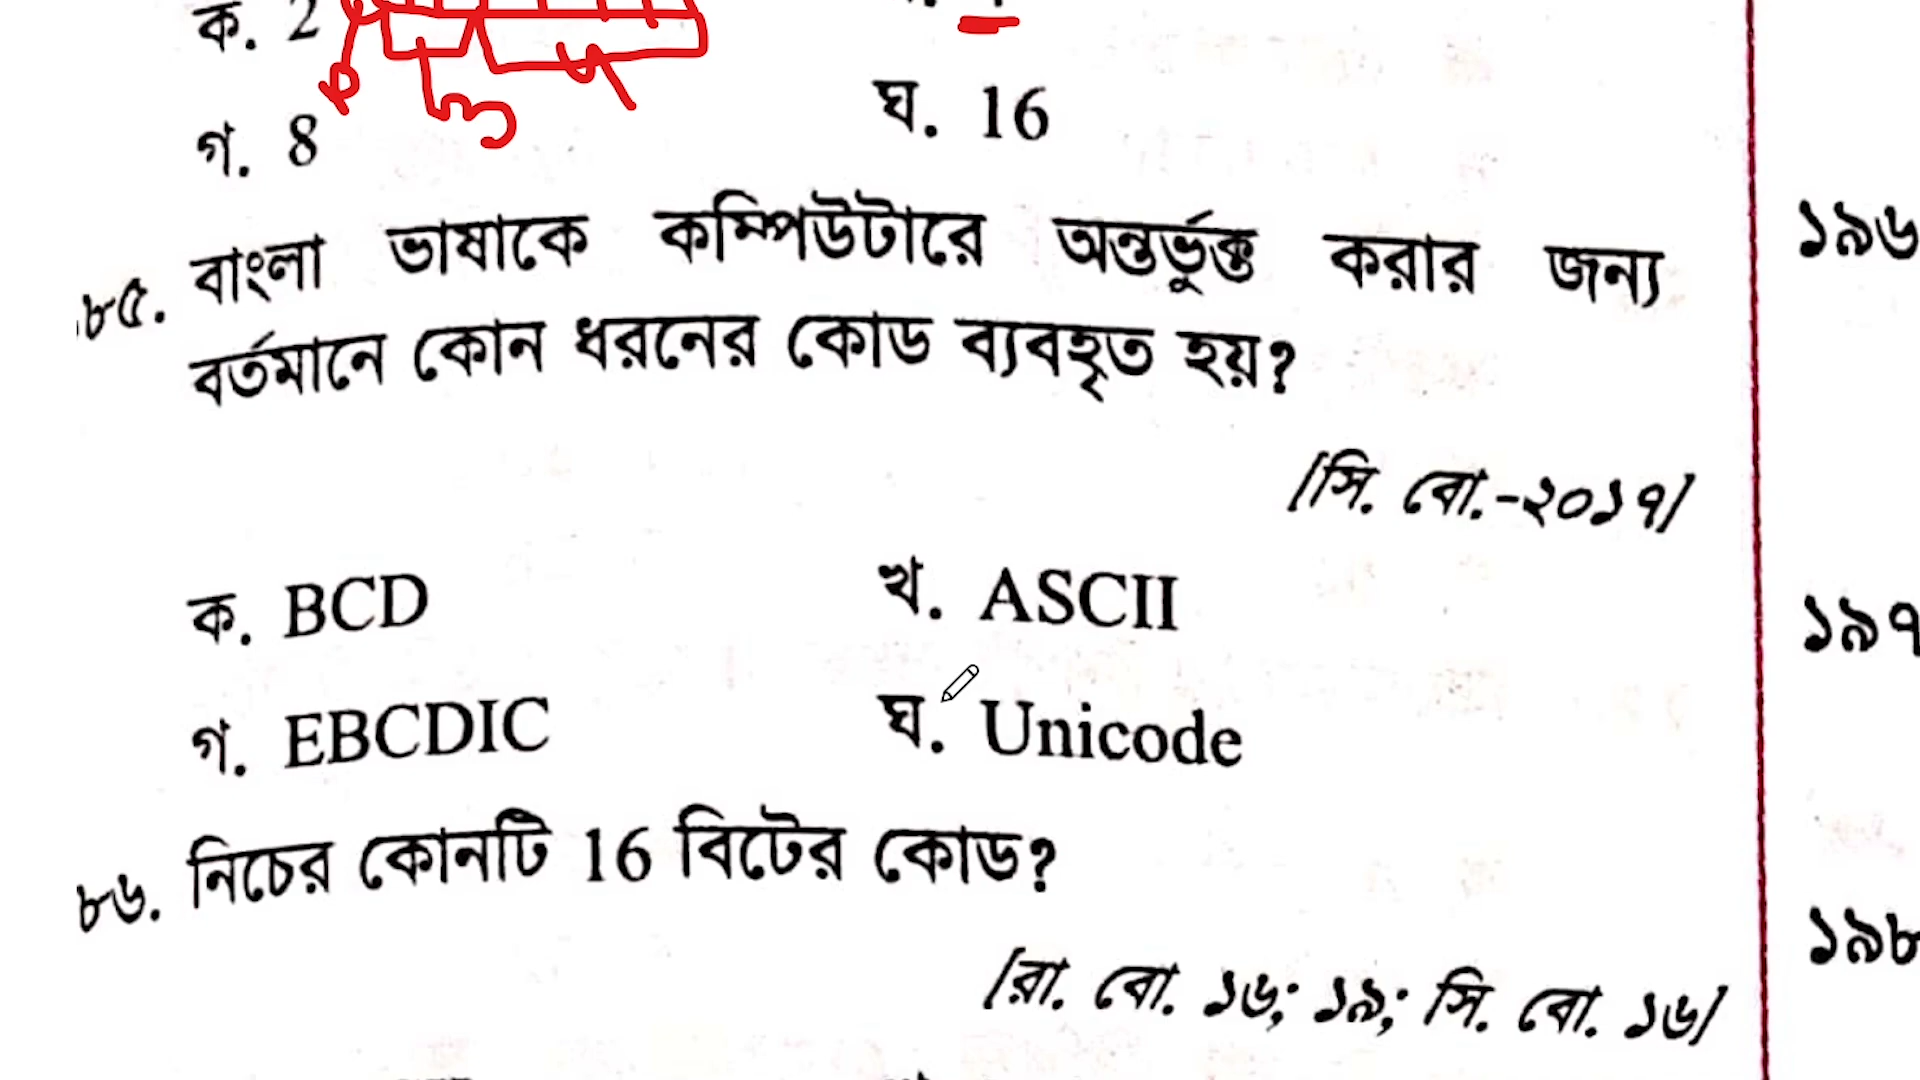 ক. 2
গ. 8
ঘ. 16
১৯৬
৮৫. বাংলা ভাষাকে কম্পিউটারে অন্তর্ভুক্ত করার জন্য
বর্তমানে কোন ধরনের কোড ব্যবহৃত হয়?
[সি. বো.-২০১৭]
ক. BCD
খ. ASCII
১৯৭
গ. EBCDIC
ঘ. Unicode
৮৬. নিচের কোনটি 16 বিটের কোড?
১৯৮
[রা. বো. ১৬; ১৯; সি. বো. ১৬]